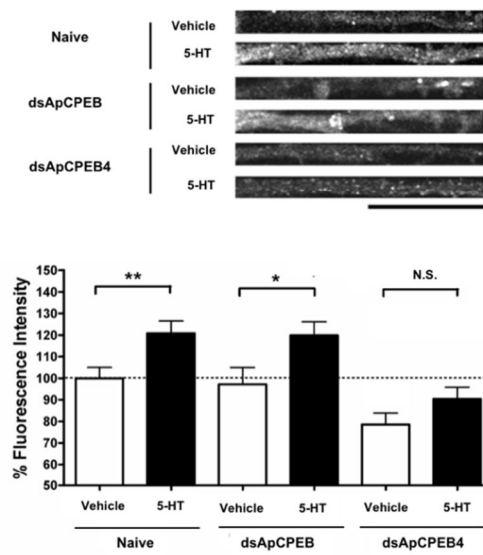 Naive
Vehicle
5-HT
dsApCPEB
Vehicle
5-HT
dsApCPEB4
Vehicle
5-HT
% Fluorescence Intensity
150
140
130
120
110
100
90
80
70
60
50
**
*
N.S.
Vehicle 5-HT Vehicle 5-HT Vehicle 5-HT
Naive dsApCPEB dsApCPEB4